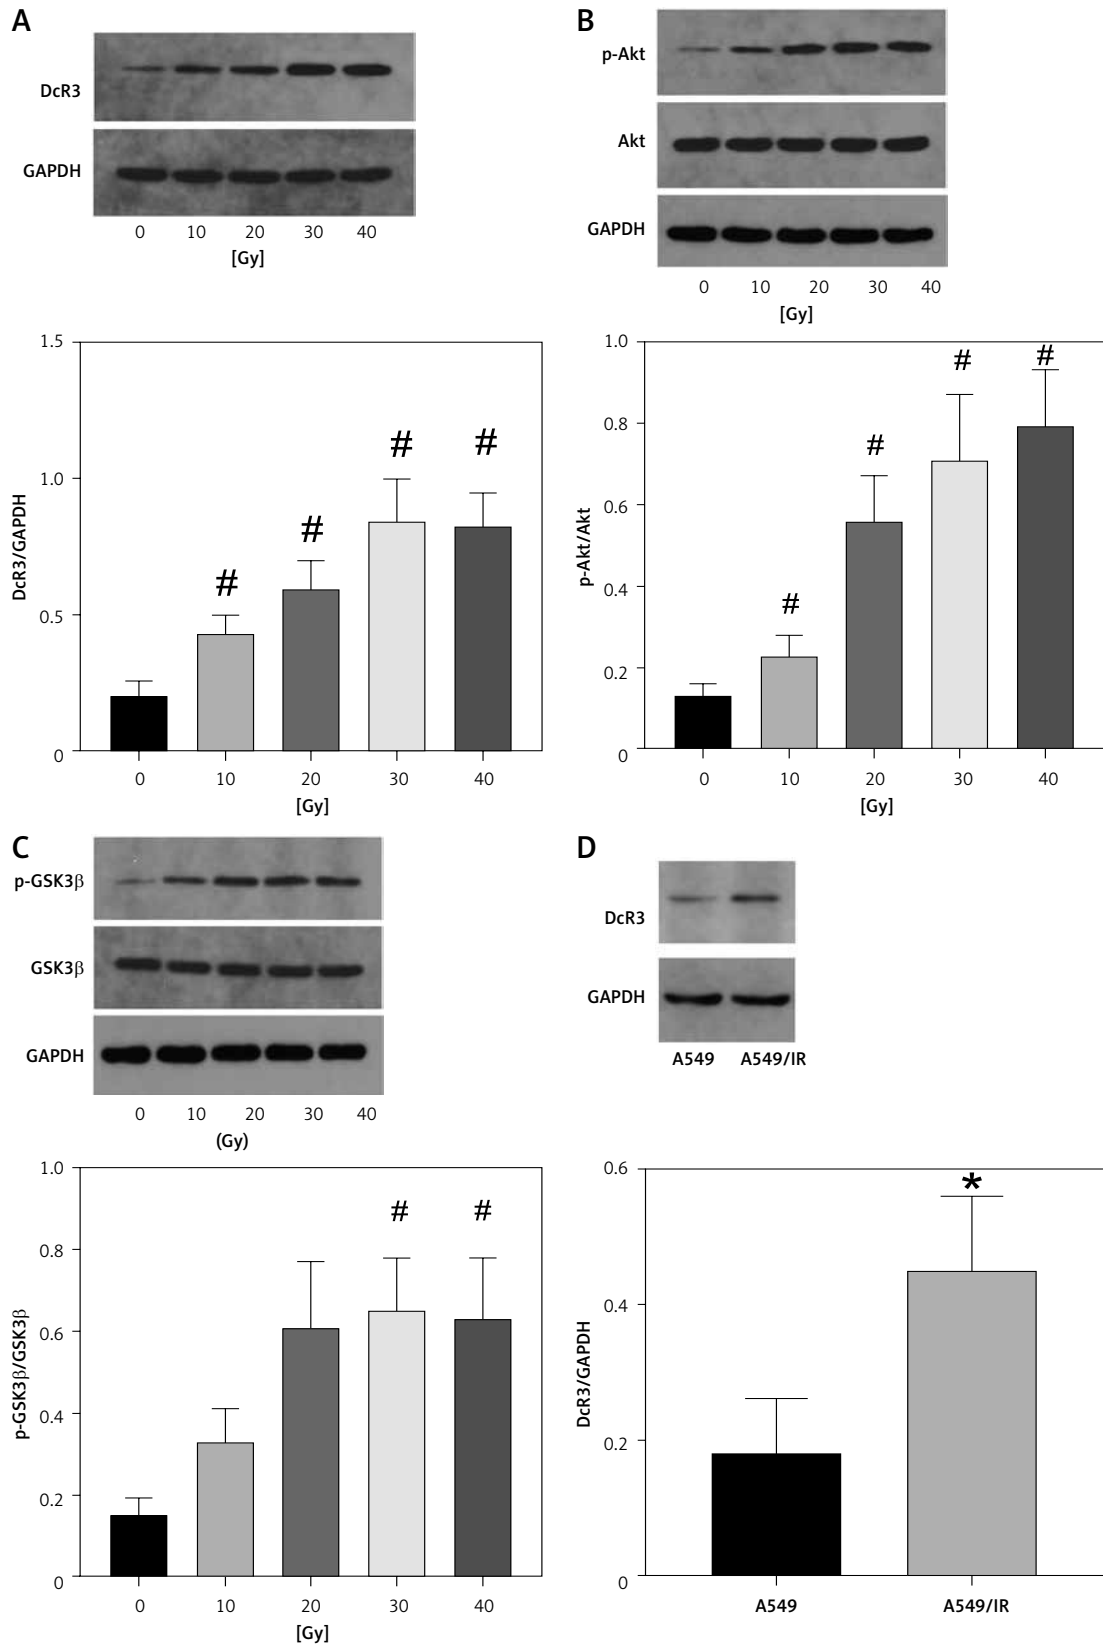 A
DcR3
GAPDH
0 10 20 30 40
[Gy]
1.5
1.0
0.5
0
DcR3/GAPDH
# # # #
0 10 20 30 40
[Gy]
B
p-Akt
Akt
GAPDH
0 10 20 30 40
[Gy]
1.0
0.8
0.6
0.4
0.2
0
p-Akt/Akt
# # # #
0 10 20 30 40
[Gy]
C
p-GSK3β
GSK3β
GAPDH
0 10 20 30 40
(Gy)
1.0
0.8
0.6
0.4
0.2
0
p-GSK3β/GSK3β
# #
0 10 20 30 40
[Gy]
D
DcR3
GAPDH
A549 A549/IR
0.6
0.4
0.2
0
DcR3/GAPDH
*
A549 A549/IR